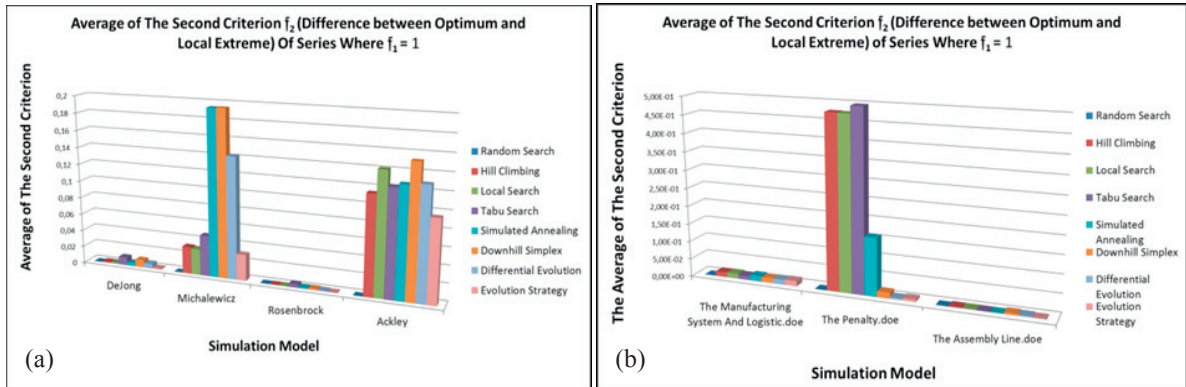 Average of The Second Criterion f₂ (Difference between Optimum and
Local Extreme) Of Series Where f₁ = 1
Average of The Second Criterion
0,2
0,18
0,16
0,14
0,12
0,1
0,08
0,06
0,04
0,02
0
DeJong
Michalewicz
Rosenbrock
Ackley
Simulation Model
Random Search
Hill Climbing
Local Search
Tabu Search
Simulated Annealing
Downhill Simplex
Differential Evolution
Evolution Strategy
(a)
Average of The Second Criterion f₂ (Difference between Optimum and
Local Extreme) of Series Where f₁ = 1
The Average of The Second Criterion
5,00E-01
4,50E-01
4,00E-01
3,50E-01
3,00E-01
2,50E-01
2,00E-01
1,50E-01
1,00E-01
5,00E-02
0,00E+00
The Manufacturing
System And Logistic.doe
The Penalty.doe
The Assembly Line.doe
Simulation Model
Random Search
Hill Climbing
Local Search
Tabu Search
Simulated
Annealing
Downhill Simplex
Differential
Evolution
Evolution
Strategy
(b)